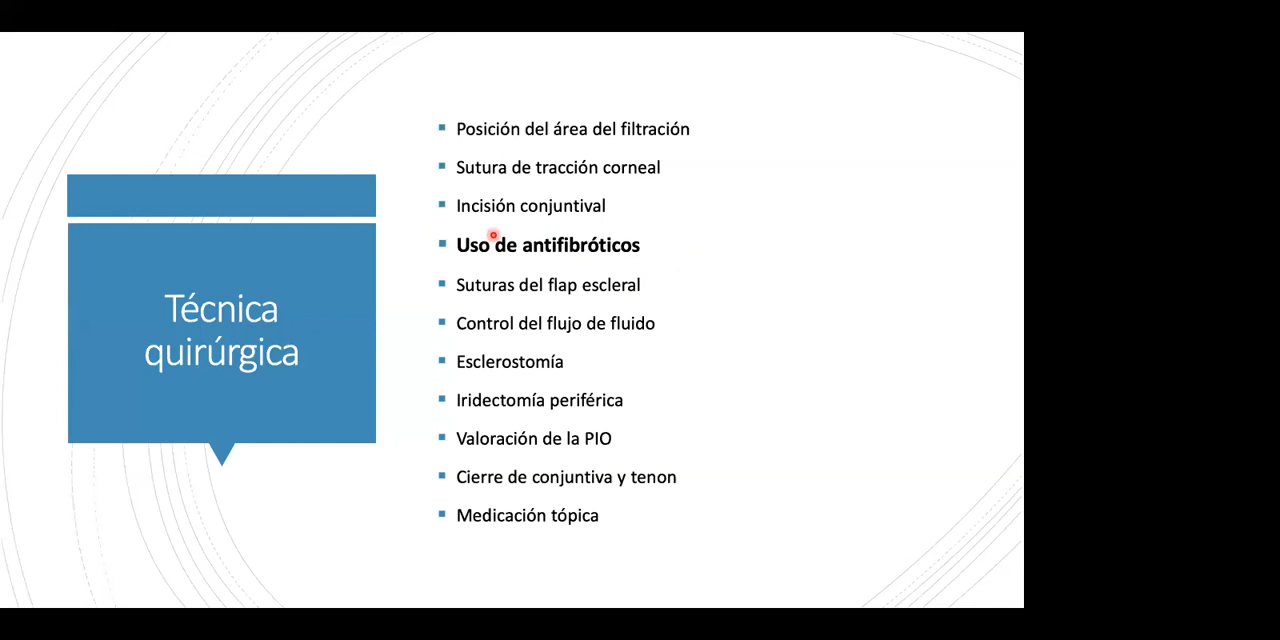 Técnica
quirúrgica
Posición del área del filtración
Sutura de tracción corneal
Incisión conjuntival
Uso de antifibróticos
Suturas del flap escleral
Control del flujo de fluido
Esclerostomía
Iridectomía periférica
Valoración de la PIO
Cierre de conjuntiva y tenon
Medicación tópica